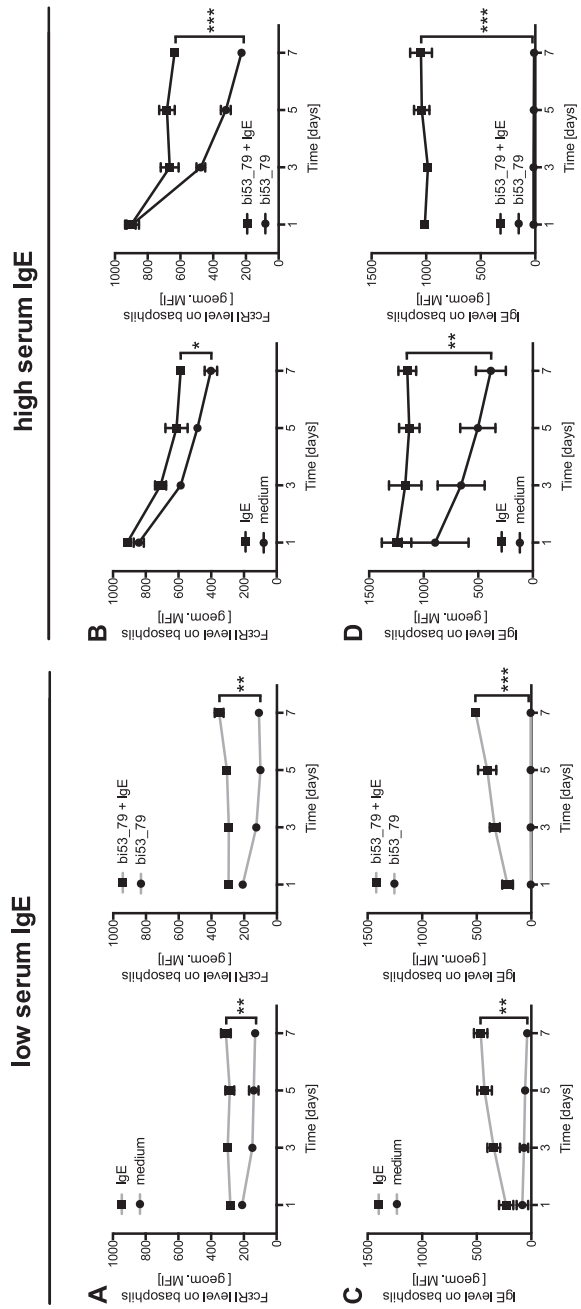 low serum IgE
high serum IgE
A
FcεRI level on basophils
[ geom. MFI]
1000
800
600
400
200
0
IgE
medium
**
1
3
5
7
Time [days]
FcεRI level on basophils
[ geom. MFI]
1000
800
600
400
200
0
bi53_79 + IgE
bi53_79
**
1
3
5
7
Time [days]
B
FcεRI level on basophils
[ geom. MFI]
1000
800
600
400
200
0
IgE
medium
*
1
3
5
7
Time [days]
FcεRI level on basophils
[ geom. MFI]
1000
800
600
400
200
0
bi53_79 + IgE
bi53_79
***
1
3
5
7
Time [days]
C
IgE level on basophils
[ geom. MFI]
1500
1000
500
0
IgE
medium
**
1
3
5
7
Time [days]
IgE level on basophils
[ geom. MFI]
1500
1000
500
0
bi53_79 + IgE
bi53_79
***
1
3
5
7
Time [days]
D
IgE level on basophils
[ geom. MFI]
1500
1000
500
0
IgE
medium
**
1
3
5
7
Time [days]
IgE level on basophils
[ geom. MFI]
1500
1000
500
0
bi53_79 + IgE
bi53_79
***
1
3
5
7
Time [days]